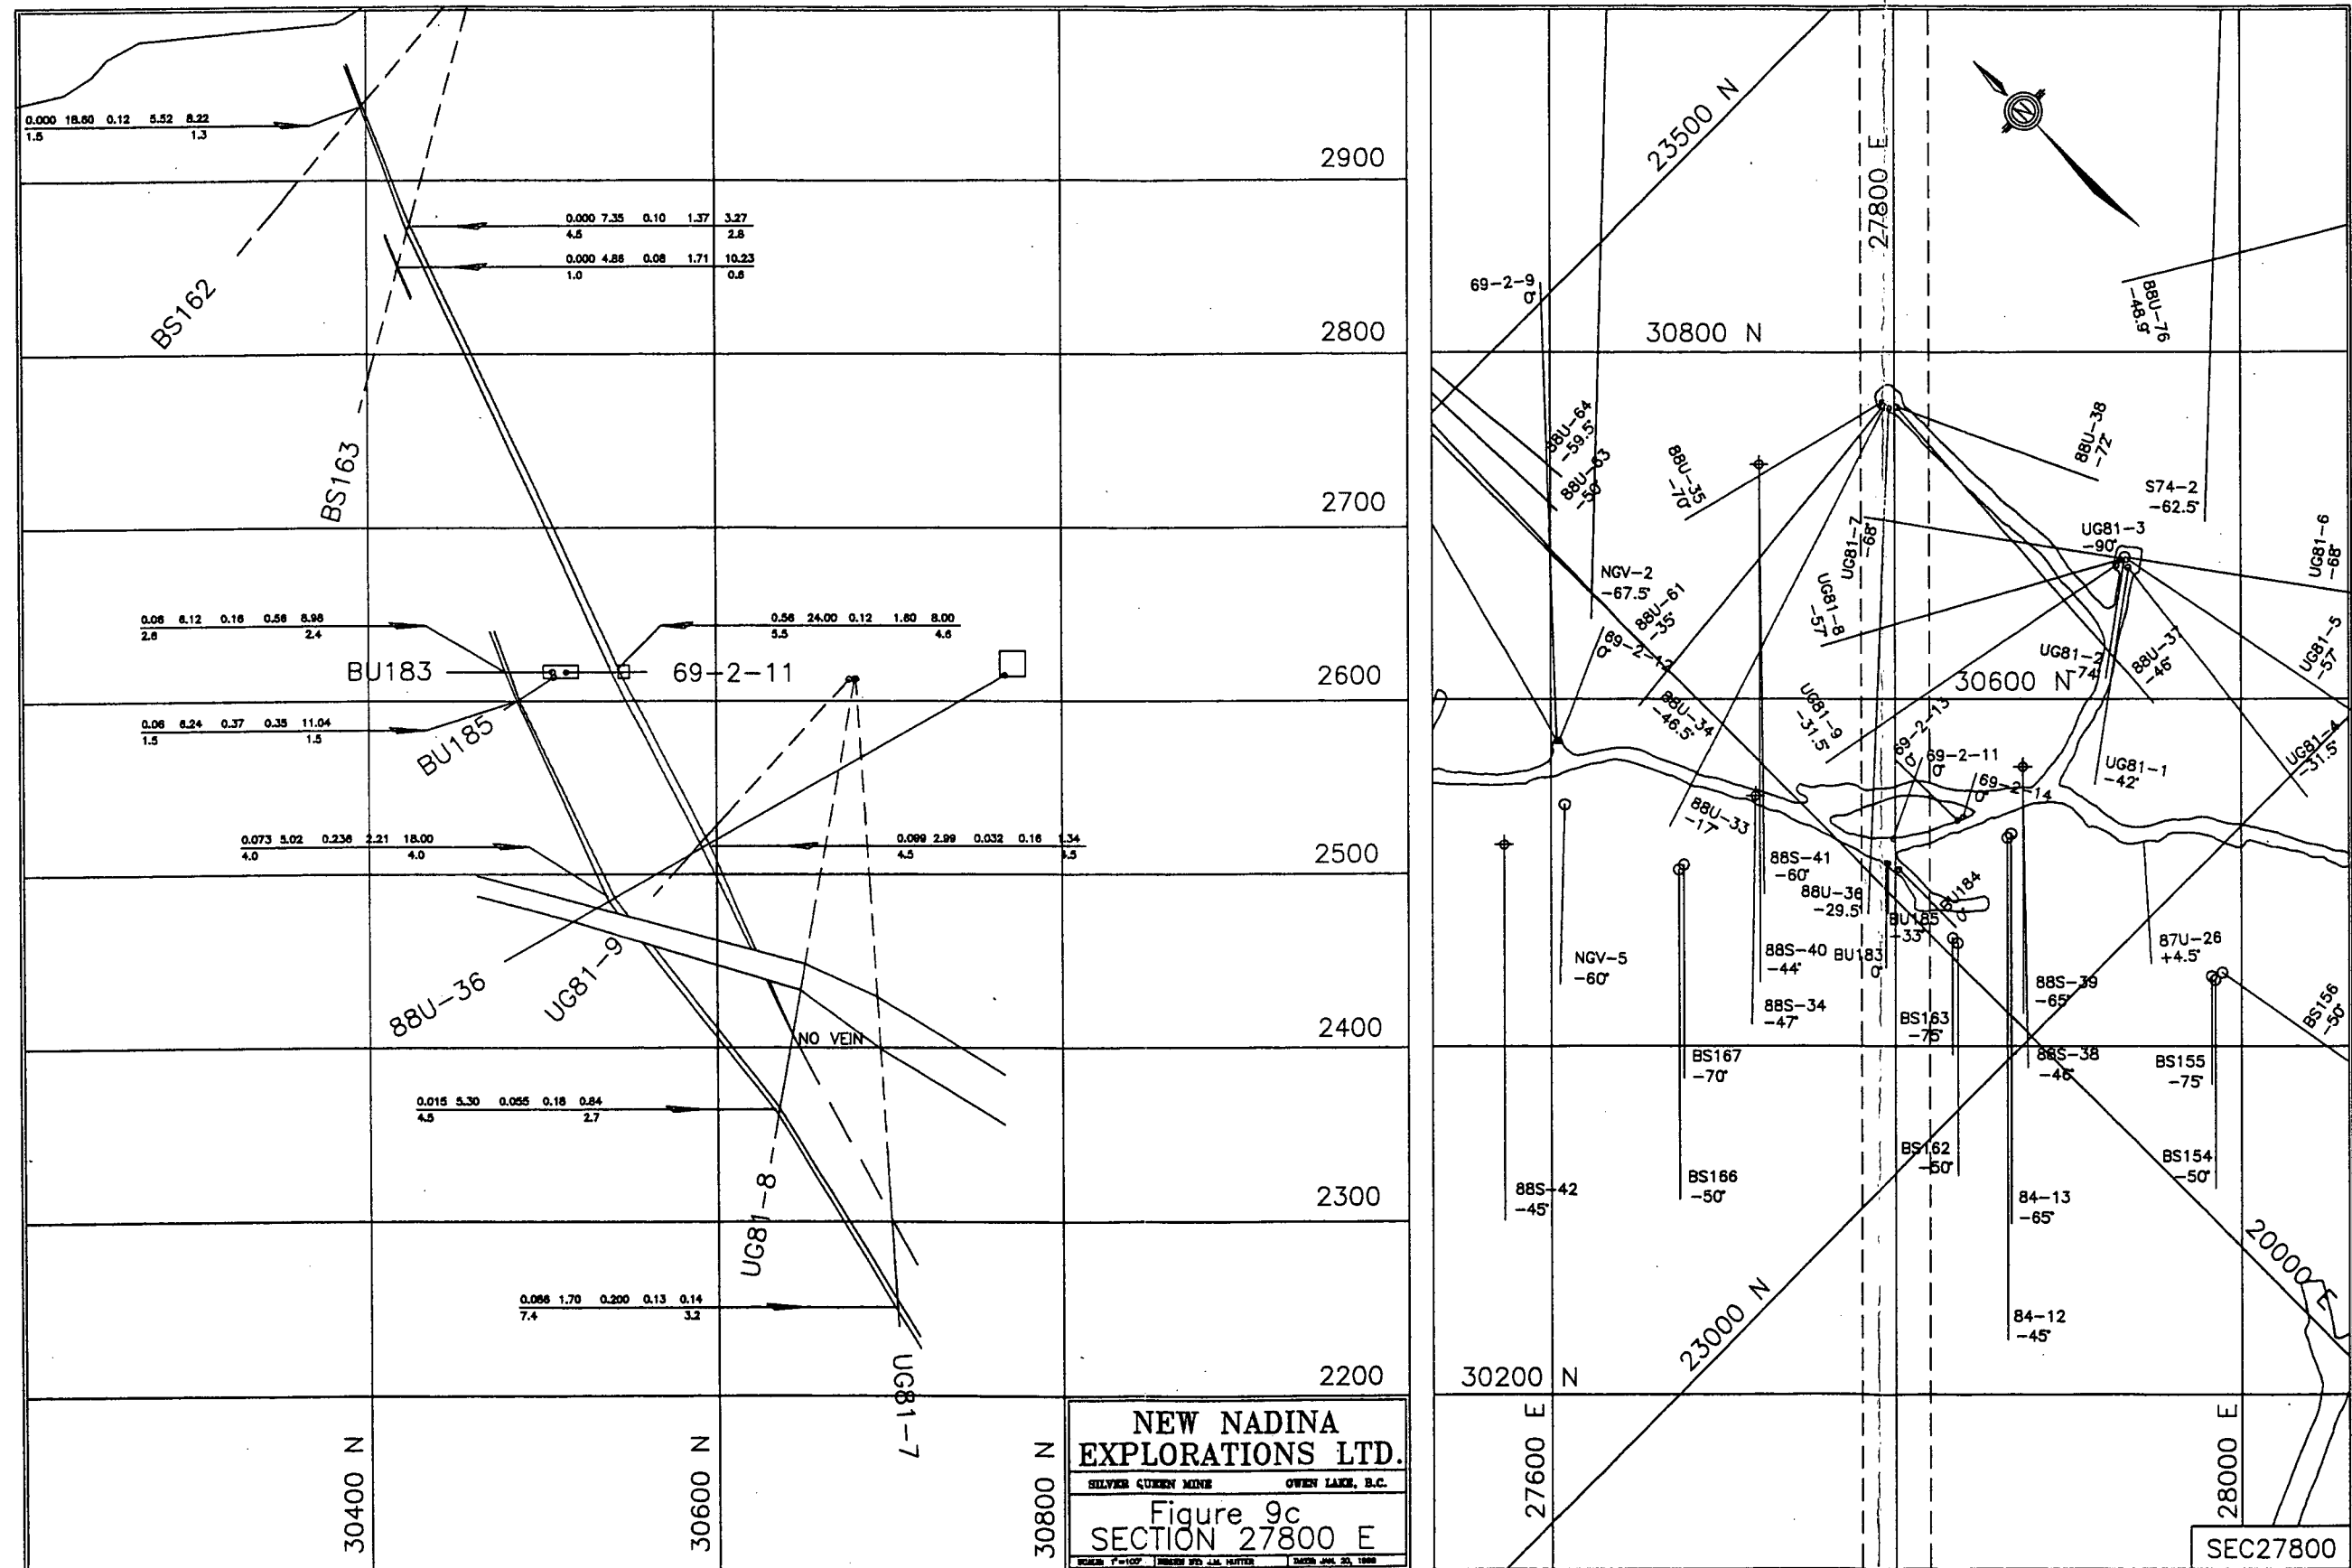 0.000 18.60 0.12 5.52 8.22
1.5 1.3
BS162
BS163
0.000 7.35 0.10 1.37 3.27
4.5 2.8
0.000 4.86 0.08 1.71 10.23
1.0 0.6
2900
2800
2700
2600
2500
2400
2300
2200
0.08 8.12 0.16 0.56 8.98
2.6 2.4
0.56 24.00 0.12 1.60 8.00
5.5 4.6
BU183
69-2-11
0.06 8.24 0.37 0.35 11.04
1.5 1.5
BU185
0.073 5.02 0.236 2.21 18.00
4.0 4.0
0.099 2.99 0.032 0.16 1.34
4.5
88U-36
UG81-9
NO VEIN
0.015 5.30 0.055 0.18 0.84
4.5 2.7
UG81-8
0.086 1.70 0.200 0.13 0.14
7.4 3.2
UG81-7
30400 N
30600 N
30800 N
NEW NADINA
EXPLORATIONS LTD.
SILVER QUEEN MINE OWEN LAKE, B.C.
Figure 9c
SECTION 27800 E
23500 N
27800 E
N
69-2-9
0°
30800 N
88U-76
-48.9°
88U-64
-59.5°
88U-63
-50°
88U-35
-70°
88U-38
-72°
S74-2
-62.5°
UG81-7
-68°
UG81-3
-90°
UG81-6
-68°
NGV-2
-67.5°
88U-61
-35°
UG81-8
-57°
69-2-12
0°
UG81-2
-74°
88U-37
-46°
UG81-5
-57°
30600 N
88U-34
-46.5°
UG81-9
-31.5°
69-2-13
0°
69-2-11
0°
69-2-14
0°
UG81-1
-42°
UG81-4
-31.5°
88U-33
-17°
88S-41
-60°
88U-36
-29.5°
BU184
0°
BU185
-33°
BU183
0°
NGV-5
-60°
88S-40
-44°
88S-34
-47°
87U-26
+4.5°
88S-39
-65°
BS163
-75°
BS156
-50°
BS167
-70°
88S-38
-46°
BS155
-75°
BS162
-50°
BS166
-50°
88S-42
-45°
84-13
-65°
BS154
-50°
20000 E
84-12
-45°
23000 N
30200 N
27600 E
28000 E
SEC27800